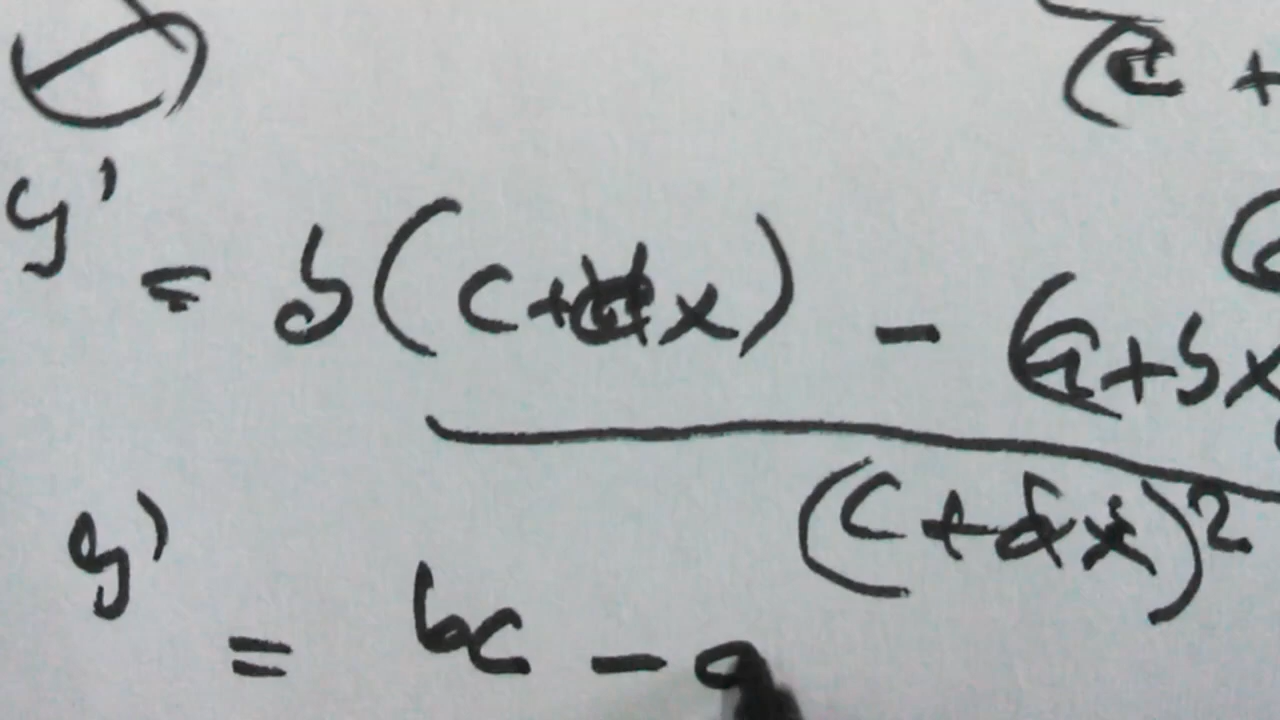 (c +
y' = b(c+dx) - (a+bx
(c+dx)2
y' = bc - a